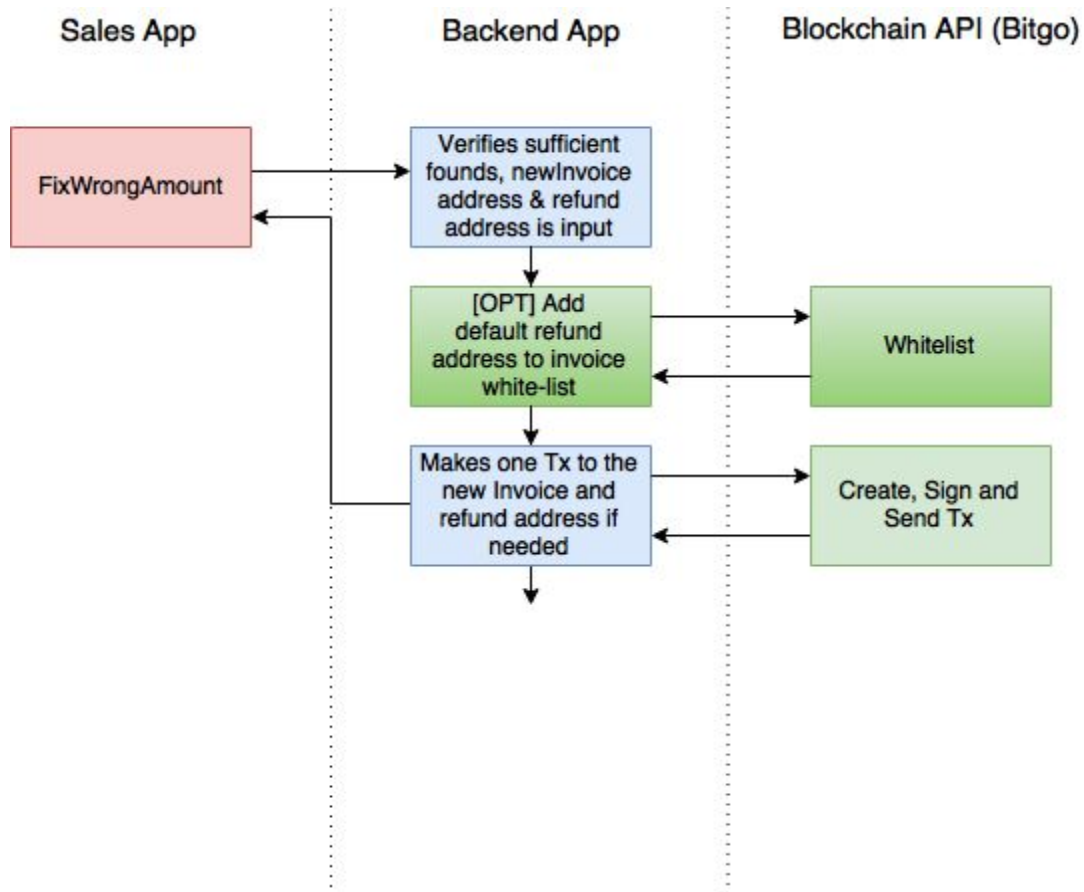 Sales App
Backend App
Blockchain API (Bitgo)
FixWrongAmount
Verifies sufficient
founds, newInvoice
address & refund
address is input
[OPT] Add
default refund
address to invoice
white-list
Whitelist
Makes one Tx to the
new Invoice and
refund address if
needed
Create, Sign and
Send Tx